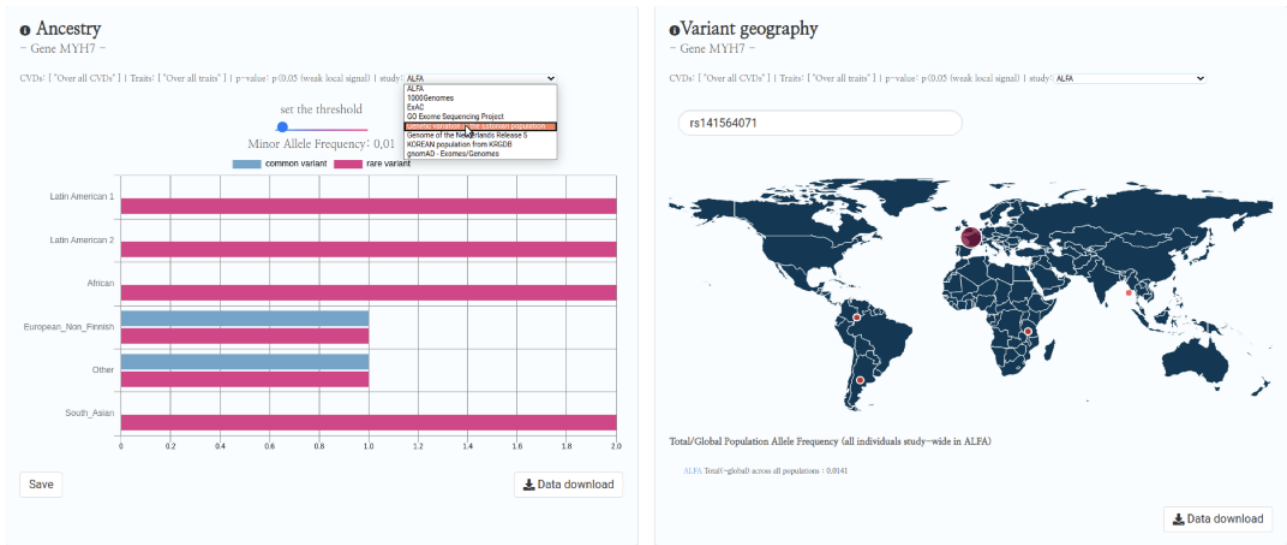 Ancestry
- Gene MYH7 -
CVDs: [ "Over all CVDs" ] | Traits: [ "Over all traits" ] | p-value: p<0.05 (weak local signal) | study: ALFA
ALFA
1000Genomes
ExAC
GO Exome Sequencing Project
Genetic variation Estonian population
Genome of the Netherlands Release 5
KOREAN population from KRGDB
gnomAD - Exomes/Genomes
set the threshold
Minor Allele Frequency: 0,01
common variant
rare variant
Latin American 1
Latin American 2
African
European_Non_Finnish
Other
South_Asian
0 0.2 0.4 0.6 0.8 1.0 1.2 1.4 1.6 1.8 2.0
Save
Data download
Variant geography
- Gene MYH7 -
CVDs: [ "Over all CVDs" ] | Traits: [ "Over all traits" ] | p-value: p<0.05 (weak local signal) | study: ALFA
rs141564071
Total/Global Population Allele Frequency (all individuals study-wide in ALFA)
ALFA Total(-global) across all populations : 0.0141
Data download